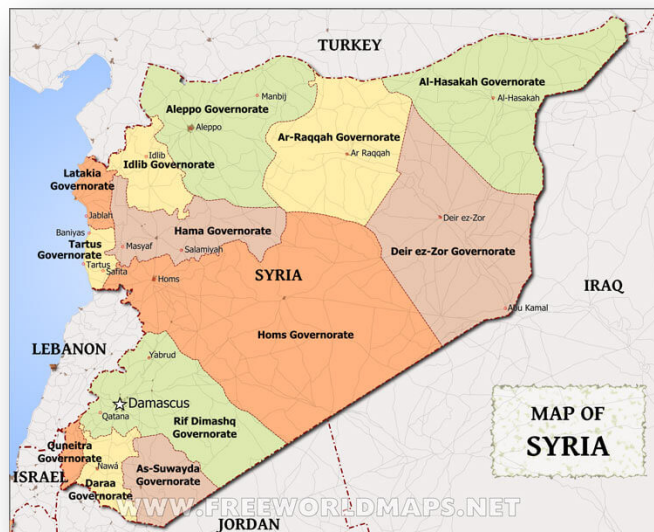 TURKEY
Al-Hasakah Governorate
Manbij
Al-Hasakah
Aleppo Governorate
Aleppo
Ar-Raqqah Governorate
Idlib
Ar Raqqah
Idlib Governorate
Latakia
Governorate
Jablah
Deir ez-Zor
Baniyas
Hama Governorate
Tartus
Governorate
Masyaf
Salamiyah
Deir ez-Zor Governorate
Tartus
Safita
SYRIA
Homs
IRAQ
Abu Kamal
Homs Governorate
LEBANON
Yabrud
Damascus
Qatana
Rif Dimashq
Governorate
MAP OF
SYRIA
Quneitra
Governorate
Nawá
As-Suwayda
Governorate
ISRAEL
Daraa
Governorate
WWW.FREEWORLDMAPS.NET
JORDAN